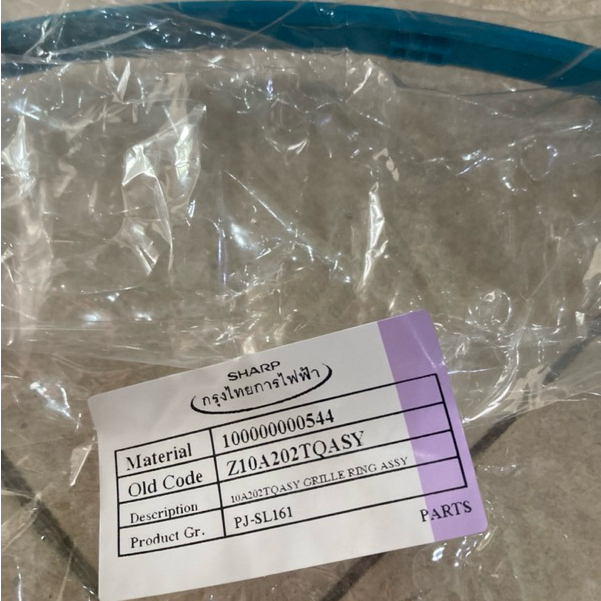 SHARP
กรุงไทยการไฟฟ้า
Material 100000000544
Old Code Z10A202TQASY
Description 10A202TQASY GRILLE RING ASSY
Product Gr. PJ-SL161
PARTS